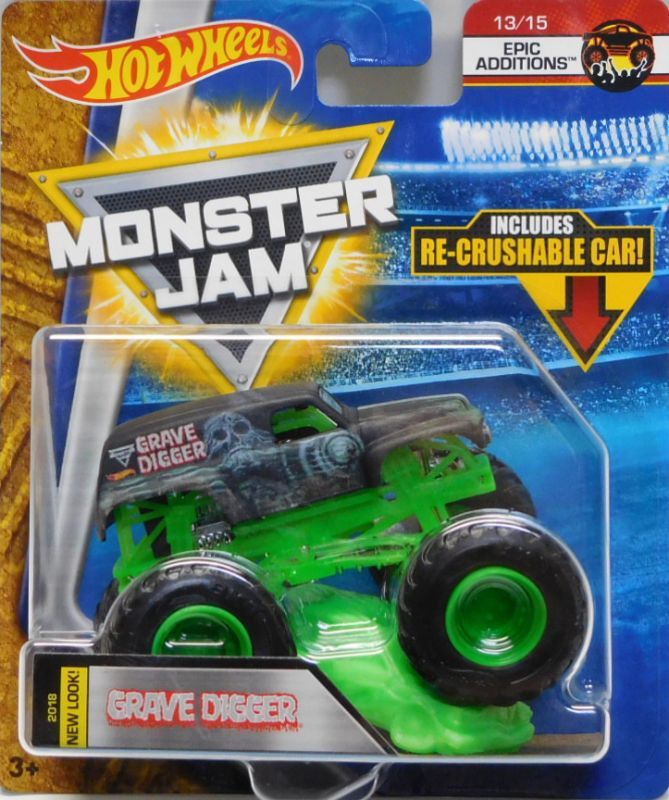 HOT WHEELS
13/15
EPIC
ADDITIONS™
MONSTER
JAM
INCLUDES
RE-CRUSHABLE CAR!
GRAVE
DIGGER
2018
NEW LOOK!
GRAVE DIGGER
3+